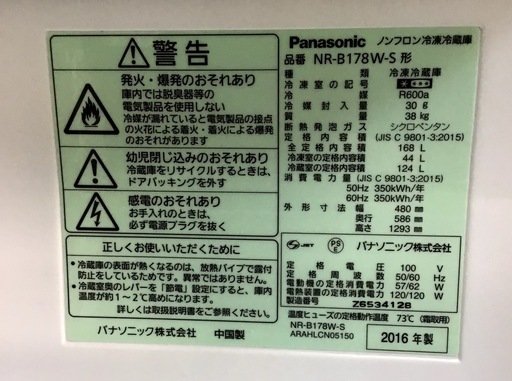 警告
発火・爆発のおそれあり
庫内では脱臭器等の
電気製品を使用しない
冷媒が漏れていると電気製品の接点
の火花による着火・着火による爆発
のおそれあり
幼児閉じ込みのおそれあり
冷蔵庫をリサイクルするときは、
ドアパッキングを外す
感電のおそれあり
お手入れのときは、
必ず電源プラグを抜く
正しくお使いいただくために
●冷蔵庫の表面が熱くなるのは、放熱パイプで露付
防止をしているためです。異常ではありません。
●冷蔵室奥のレバーを「節電」設定にすると、庫内
温度が約1～2℃高めになります。
詳しくは取扱説明書をご覧ください。
パナソニック株式会社 中国製
Panasonic ノンフロン冷凍冷蔵庫
品番 NR-B178W-S 形
種類 冷凍冷蔵庫
冷凍室の記号
冷媒 R600a
冷媒封入量 30 g
質量 38 kg
断熱発泡ガス シクロペンタン
定格内容積 (JIS C 9801-3:2015)
全定格内容積 168 L
冷凍室の定格内容積 44 L
冷蔵室の定格内容積 124 L
消費電力量 (JIS C 9801-3:2015)
50Hz 350kWh/年
60Hz 350kWh/年
外形寸法 幅 480 mm
奥行 586 mm
高さ 1293 mm
JET PSE パナソニック株式会社
定格電圧 100 V
定格周波数 50/60 Hz
電動機の定格消費電力 57/62 W
電熱装置の定格消費電力 120/120 W
製造番号 Z6534128
温度ヒューズの定格動作温度 73℃ (霜取用)
NR-B178W-S
ARAHLCN05150
2016 年製